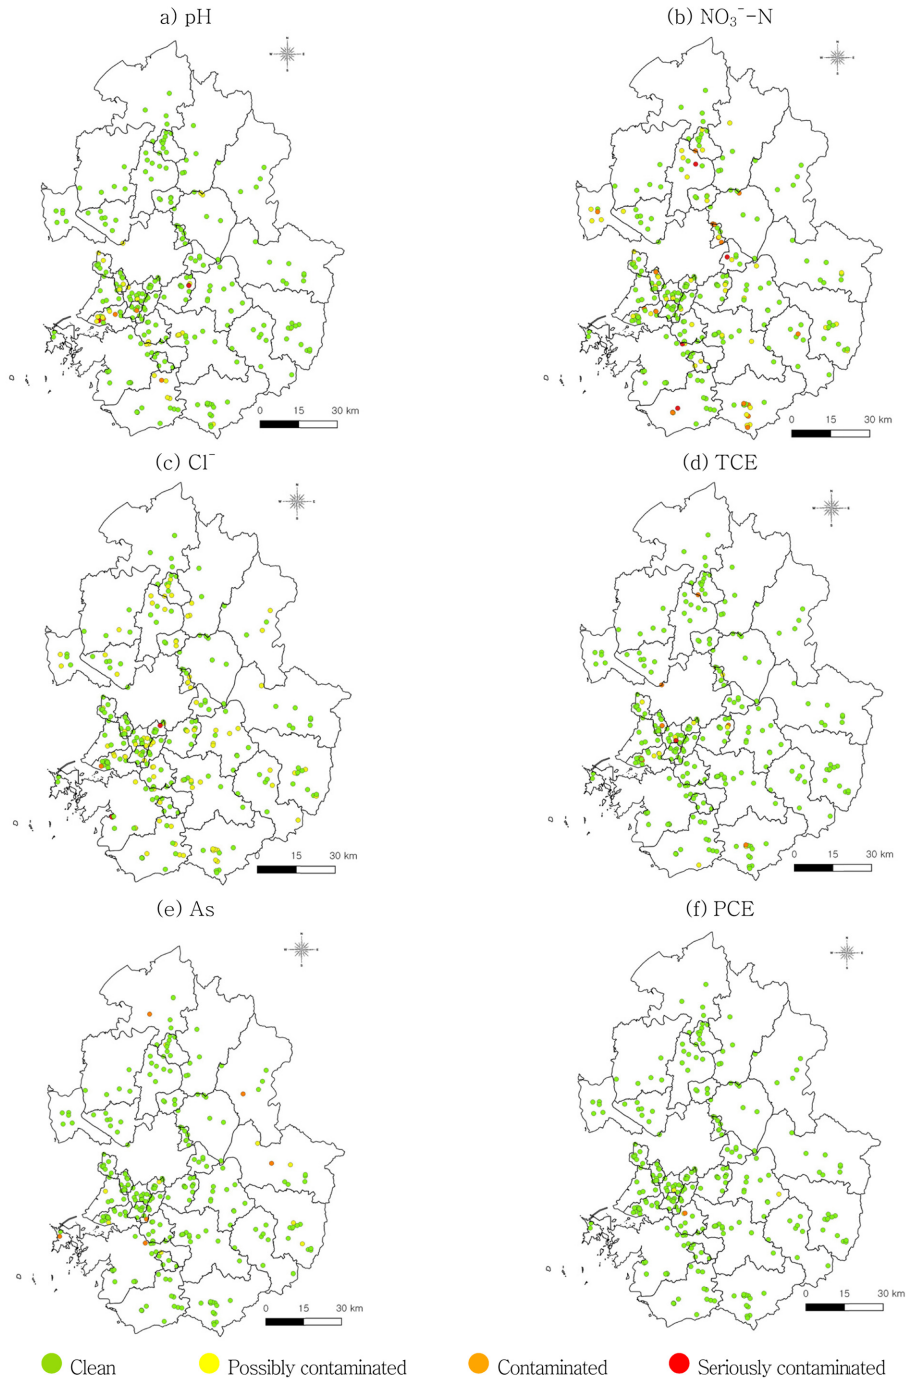 a) pH
(b) NO₃⁻-N
0 15 30 km
0 15 30 km
(c) Cl⁻
(d) TCE
0 15 30 km
0 15 30 km
(e) As
(f) PCE
0 15 30 km
0 15 30 km
Clean Possibly contaminated Contaminated Seriously contaminated